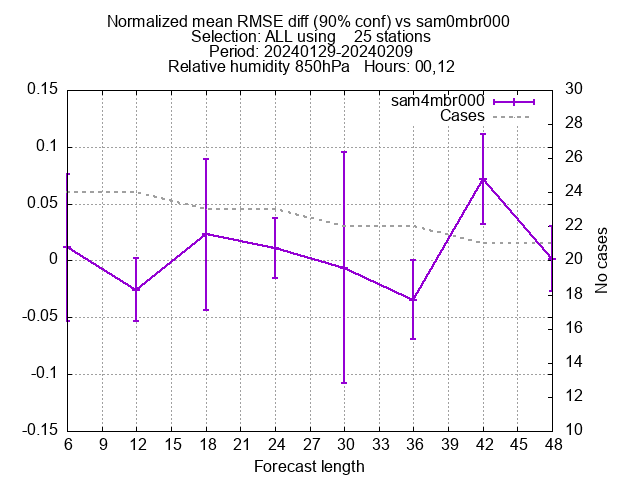 Normalized mean RMSE diff (90% conf) vs sam0mbr000
Selection: ALL using    25 stations
Period: 20240129-20240209
Relative humidity 850hPa   Hours: 00,12
sam4mbr000
Cases
0.15
0.1
0.05
0
-0.05
-0.1
-0.15
30
28
26
24
22
20
18
16
14
12
10
No cases
6 12 15 18 21 24 27 30 33 36 39 42 45 48
Forecast length